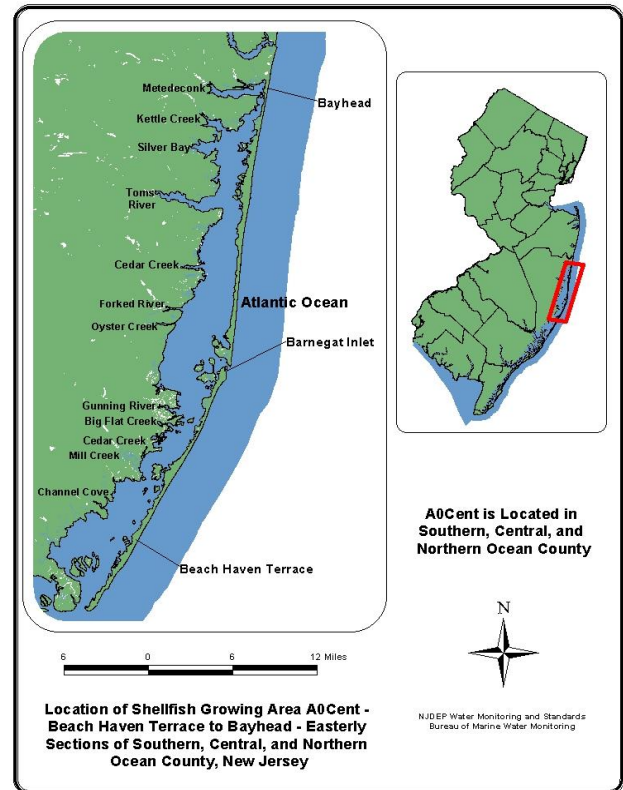 Metedeconk
Bayhead
Kettle Creek
Silver Bay
Toms
River
Cedar Creek
Atlantic Ocean
Forked River
Oyster Creek
Barnegat Inlet
Gunning River
Big Flat Creek
Cedar Creek
Mill Creek
Channel Cove
Beach Haven Terrace
A0Cent is Located in
Southern, Central, and
Northern Ocean County
N
6 0 6 12 Miles
Location of Shellfish Growing Area A0Cent -
Beach Haven Terrace to Bayhead - Easterly
Sections of Southern, Central, and Northern
Ocean County, New Jersey
NJDEP Water Monitoring and Standards
Bureau of Marine Water Monitoring